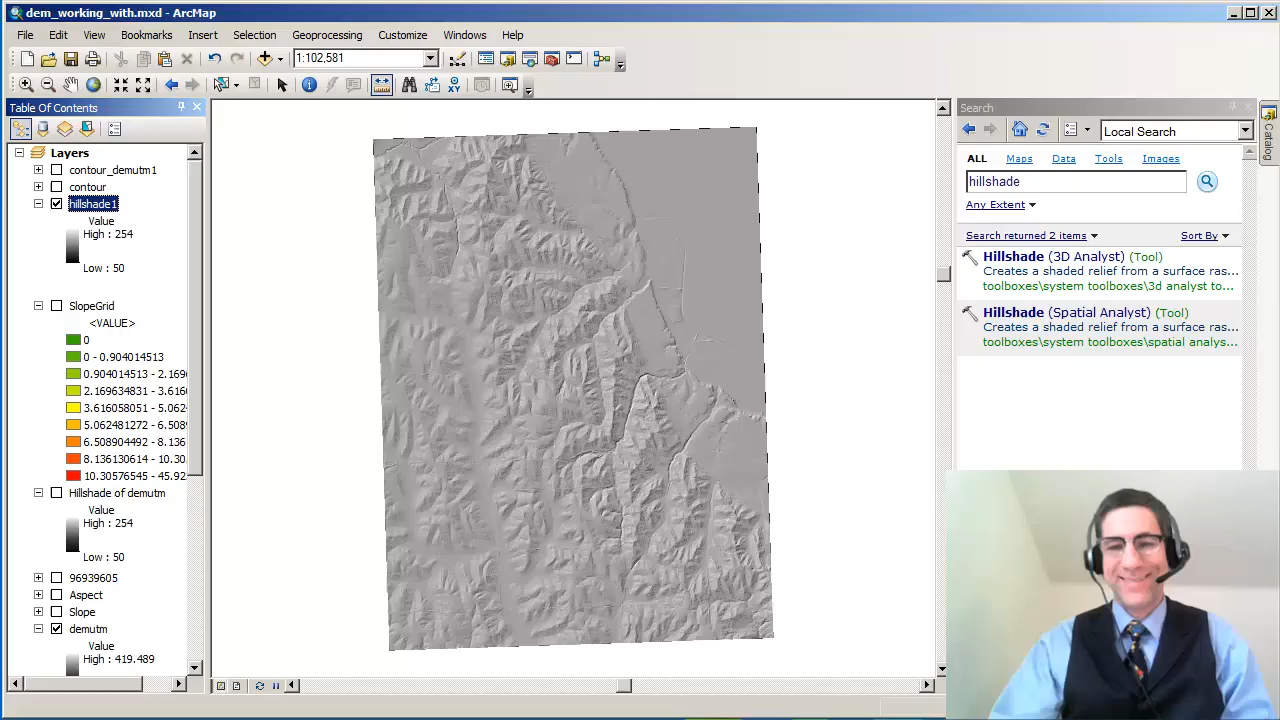 dem_working_with.mxd - ArcMap
File Edit View Bookmarks Insert Selection Geoprocessing Customize Windows Help
1:102,581
Table Of Contents
Layers
contour_demutm1
contour
hillshade1
Value
High : 254
Low : 50
SlopeGrid
<VALUE>
0
0 - 0.904014513
0.904014513 - 2.169
2.169634831 - 3.616
3.616058051 - 5.062
5.062481272 - 6.508
6.508904492 - 8.136
8.136130614 - 10.30
10.30576545 - 45.92
Hillshade of demutm
Value
High : 254
Low : 50
96939605
Aspect
Slope
demutm
Value
High : 419.489
Search
Local Search
ALL Maps Data Tools Images
hillshade
Any Extent
Search returned 2 items Sort By
Hillshade (3D Analyst) (Tool)
Creates a shaded relief from a surface ras...
toolboxes\system toolboxes\3d analyst to...
Hillshade (Spatial Analyst) (Tool)
Creates a shaded relief from a surface ras...
toolboxes\system toolboxes\spatial analys...
Catalog